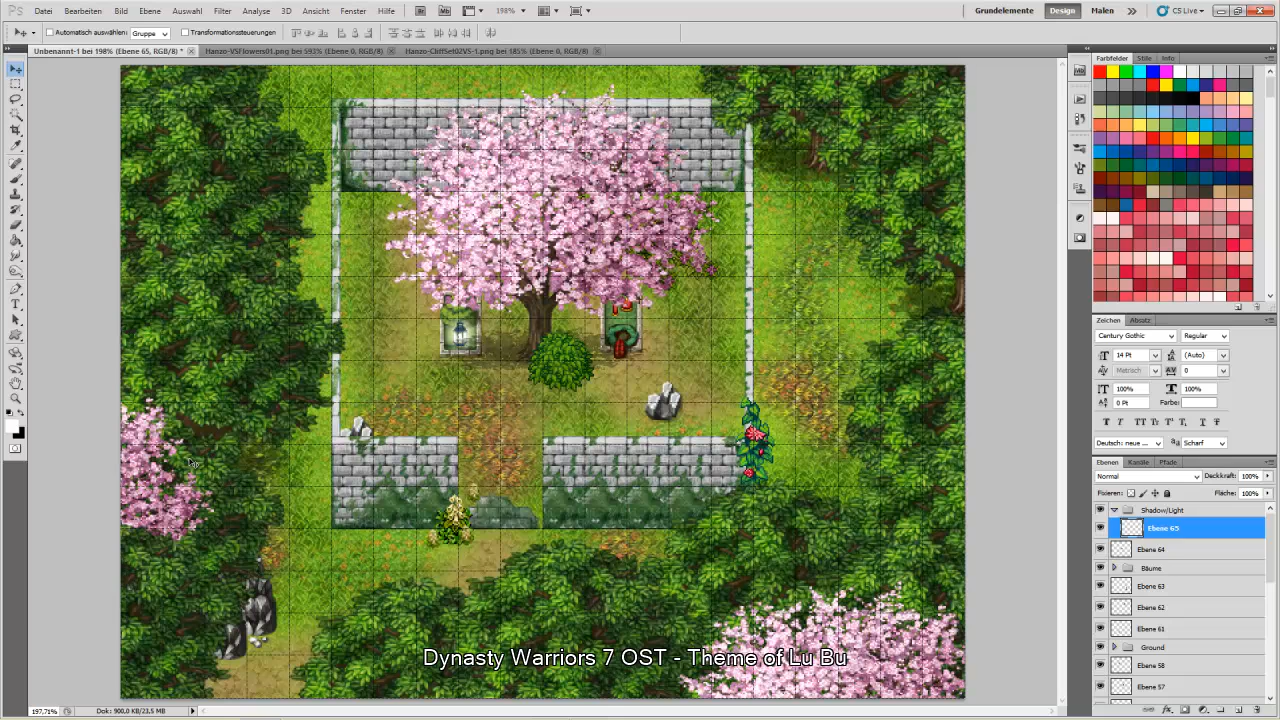 Ps Datei Bearbeiten Bild Ebene Auswahl Filter Analyse 3D Ansicht Fenster Hilfe Br Mb 198% Grundelemente Design Malen CS Live
Automatisch auswählen: Gruppe Transformationssteuerungen
Unbenannt-1 bei 198% (Ebene 65, RGB/8) * Hanzo-VSFlowers01.png bei 593% (Ebene 0, RGB/8) Hanzo-CliffSet02VS-1.png bei 185% (Ebene 0, RGB/8)
Farbfelder Stile Info
Zeichen Absatz
Century Gothic Regular
14 Pt (Auto)
Metrisch 0
100% 100%
0 Pt Farbe:
Deutsch: neue ... Scharf
Ebenen Kanäle Pfade
Normal Deckkraft: 100%
Fixieren: Fläche: 100%
Shadow/Light
Ebene 65
Ebene 64
Bäume
Ebene 63
Ebene 62
Ebene 61
Ground
Ebene 58
Ebene 57
Dynasty Warriors 7 OST - Theme of Lu Bu
197,71% Dok: 900,0 KB/23,5 MB